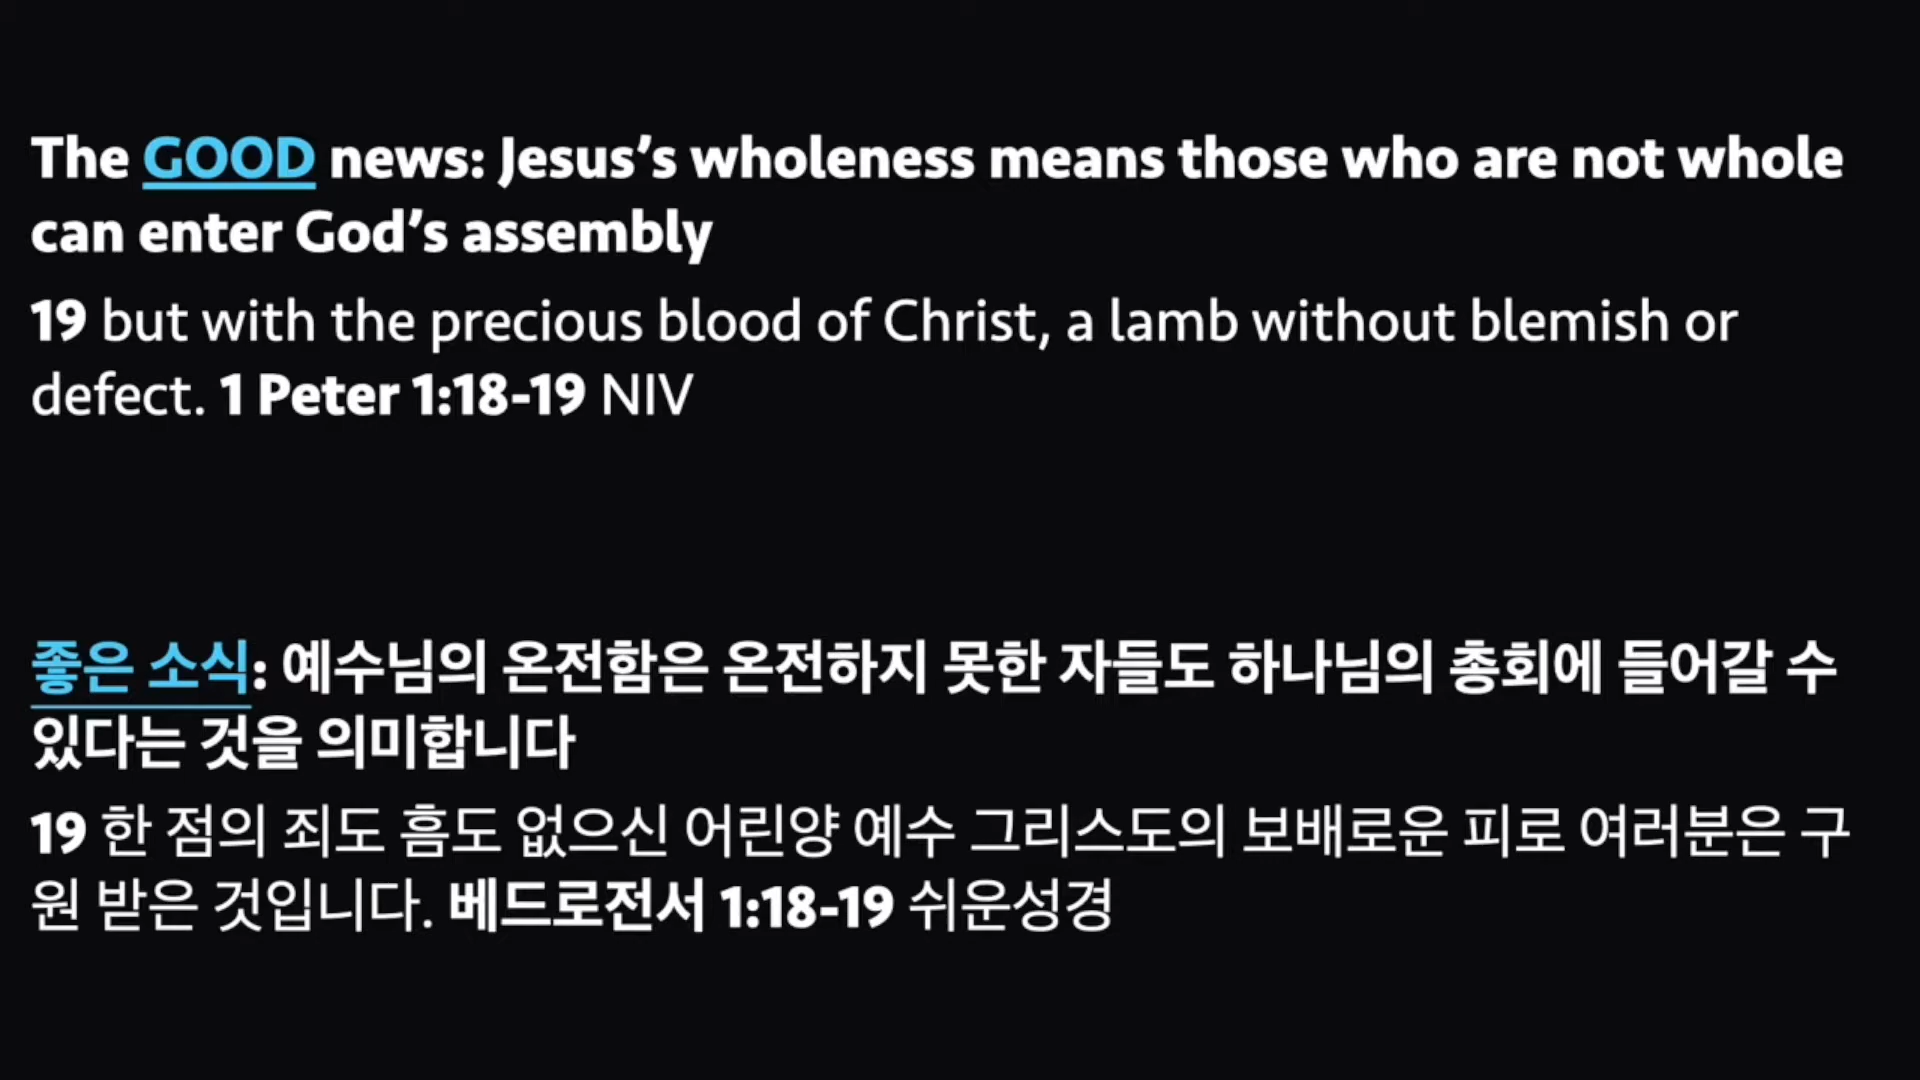 The GOOD news: Jesus’s wholeness means those who are not whole
can enter God’s assembly
19 but with the precious blood of Christ, a lamb without blemish or
defect. 1 Peter 1:18-19 NIV
좋은 소식: 예수님의 온전함은 온전하지 못한 자들도 하나님의 총회에 들어갈 수
있다는 것을 의미합니다
19 한 점의 죄도 흠도 없으신 어린양 예수 그리스도의 보배로운 피로 여러분은 구
원 받은 것입니다. 베드로전서 1:18-19 쉬운성경